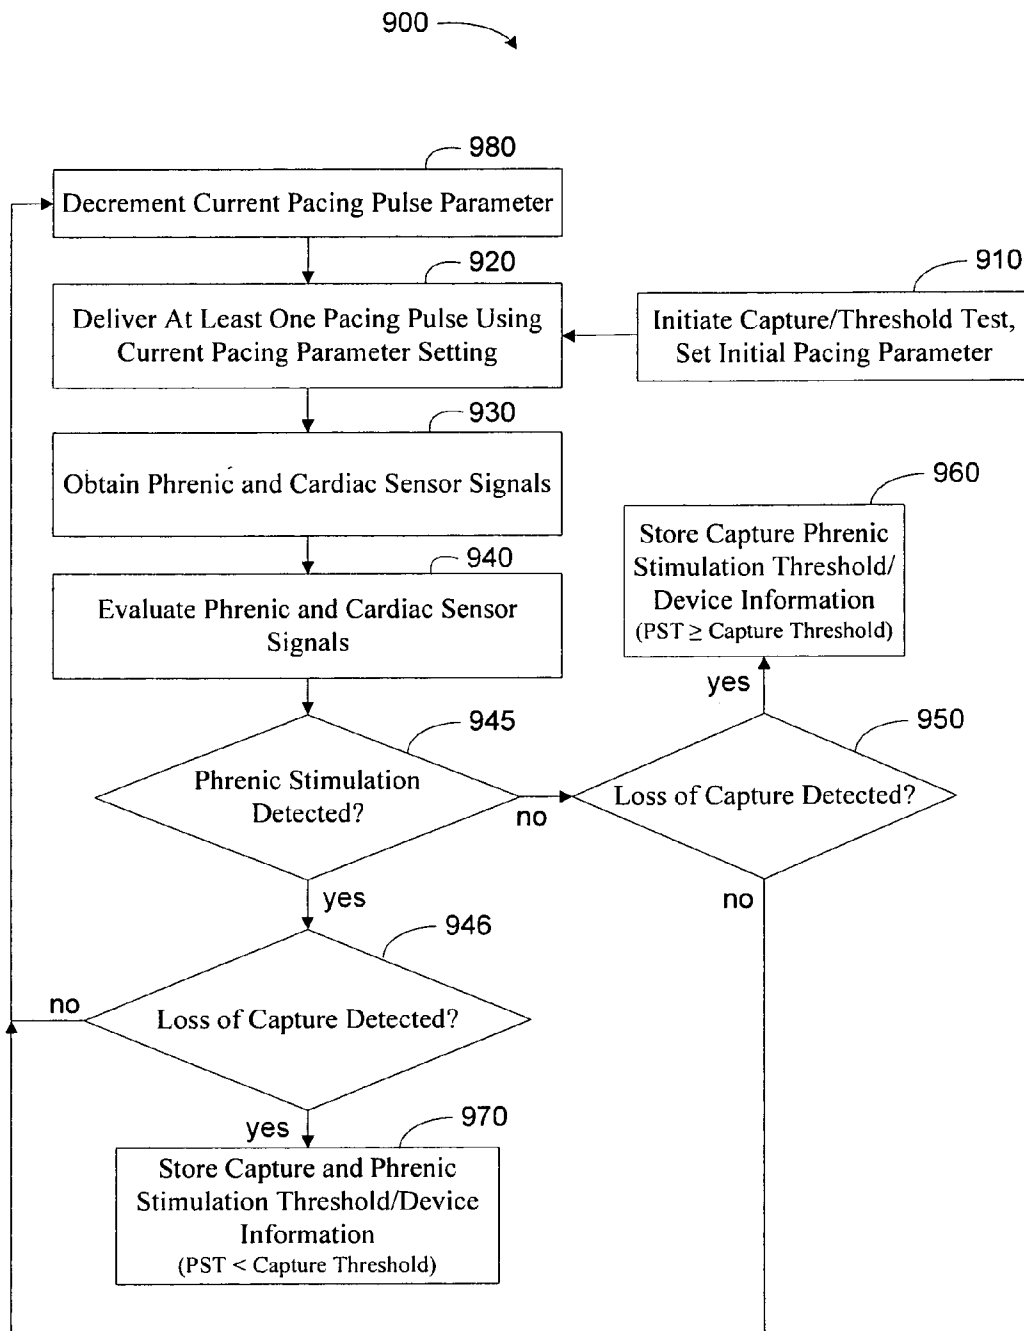 900
980
Decrement Current Pacing Pulse Parameter
920
Deliver At Least One Pacing Pulse Using
Current Pacing Parameter Setting
910
Initiate Capture/Threshold Test,
Set Initial Pacing Parameter
930
Obtain Phrenic and Cardiac Sensor Signals
940
Evaluate Phrenic and Cardiac Sensor
Signals
960
Store Capture Phrenic
Stimulation Threshold/
Device Information
(PST ≥ Capture Threshold)
yes
945
Phrenic Stimulation
Detected?
no
950
Loss of Capture Detected?
no
yes
946
Loss of Capture Detected?
no
yes
970
Store Capture and Phrenic
Stimulation Threshold/Device
Information
(PST < Capture Threshold)